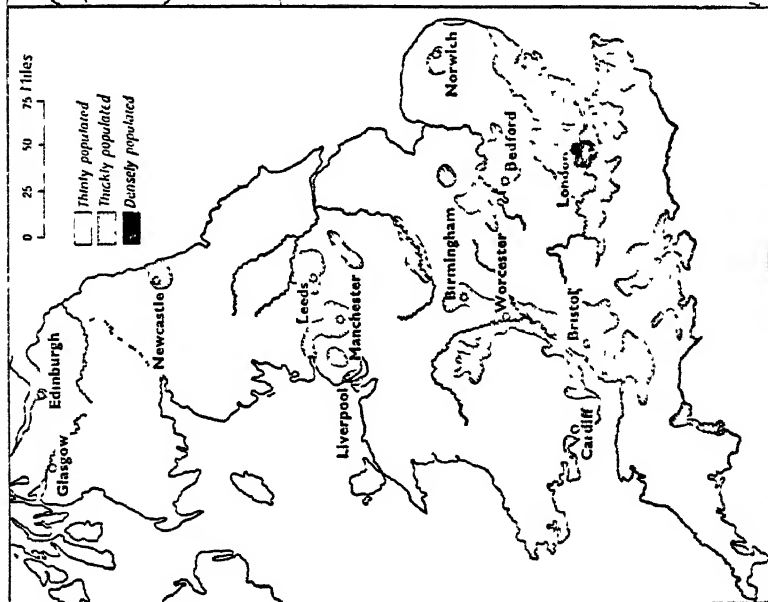 0 25 50 75 Miles
Thinly populated
Thickly populated
Densely populated
Edinburgh
Glasgow
Newcastle
Leeds
Manchester
Liverpool
Norwich
Birmingham
Worcester
Bedford
London
Bristol
Cardiff